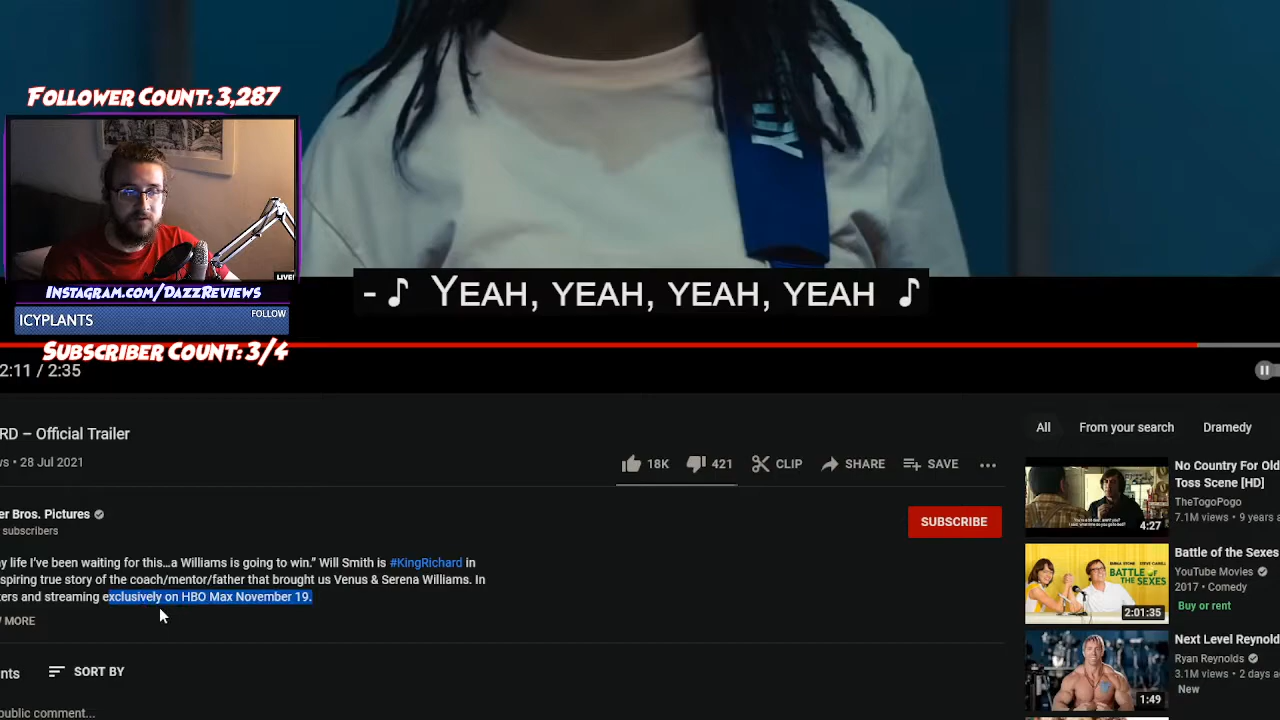 FOLLOWER COUNT: 3,287
LIVE!
INSTAGRAM.COM/DAZZREVIEWS
ICYPLANTS
FOLLOW
SUBSCRIBER COUNT: 3/4
-♪ YEAH, YEAH, YEAH, YEAH ♪
2:11 / 2:35
RD – Official Trailer
ws • 28 Jul 2021
18K
421
CLIP
SHARE
SAVE
er Bros. Pictures
subscribers
SUBSCRIBE
y life I've been waiting for this…a Williams is going to win." Will Smith is #KingRichard in
spiring true story of the coach/mentor/father that brought us Venus & Serena Williams. In
ters and streaming exclusively on HBO Max November 19.
W MORE
nts
SORT BY
public comment...
All
From your search
Dramedy
No Country For Old
Toss Scene [HD]
TheTogoPogo
7.1M views • 9 years a
4:27
Battle of the Sexes
YouTube Movies
2017 • Comedy
Buy or rent
BATTLE
OF THE
SEXES
2:01:35
Next Level Reynold
Ryan Reynolds
3.1M views • 2 days a
New
1:49